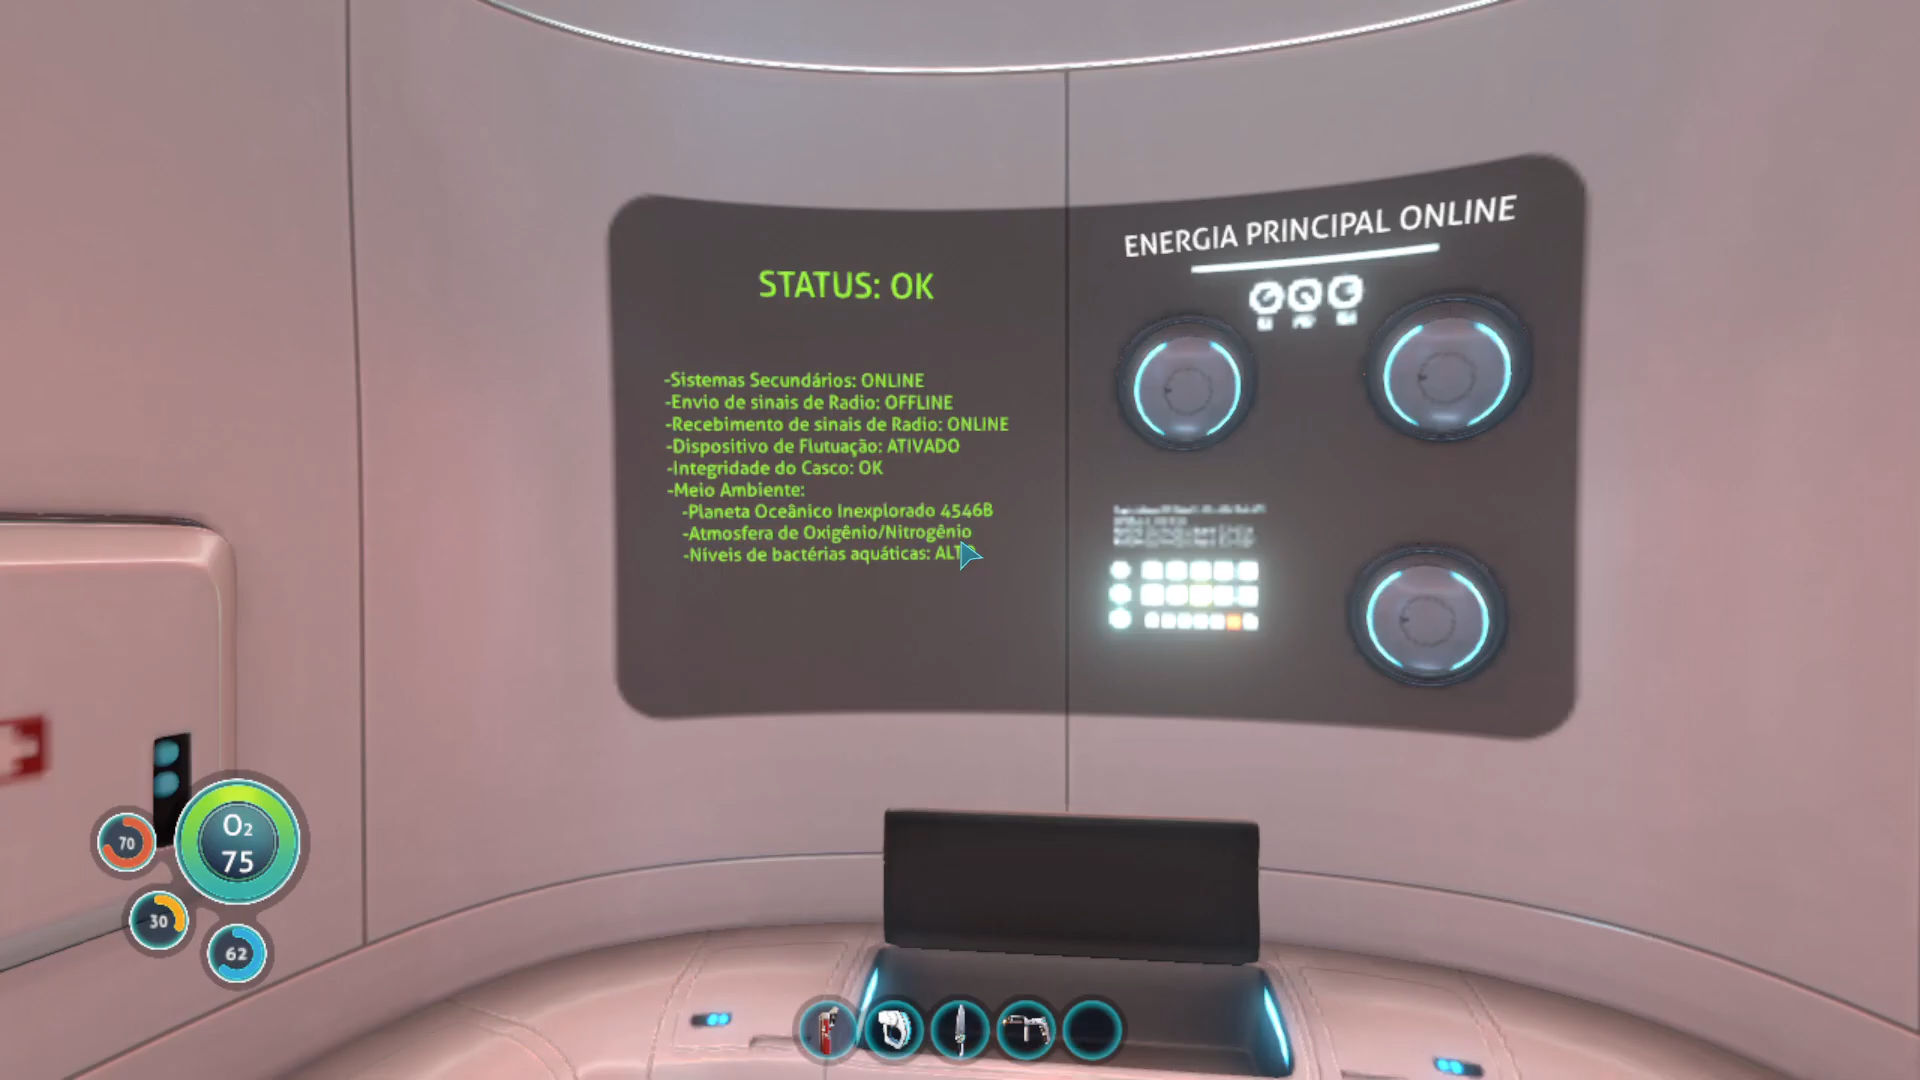 ENERGIA PRINCIPAL ONLINE
STATUS: OK
-Sistemas Secundários: ONLINE
-Envio de sinais de Radio: OFFLINE
-Recebimento de sinais de Radio: ONLINE
-Dispositivo de Flutuação: ATIVADO
-Integridade do Casco: OK
-Meio Ambiente:
-Planeta Oceânico Inexplorado 4546B
-Atmosfera de Oxigênio/Nitrogênio
-Níveis de bactérias aquáticas:
O₂
75
70
30
62